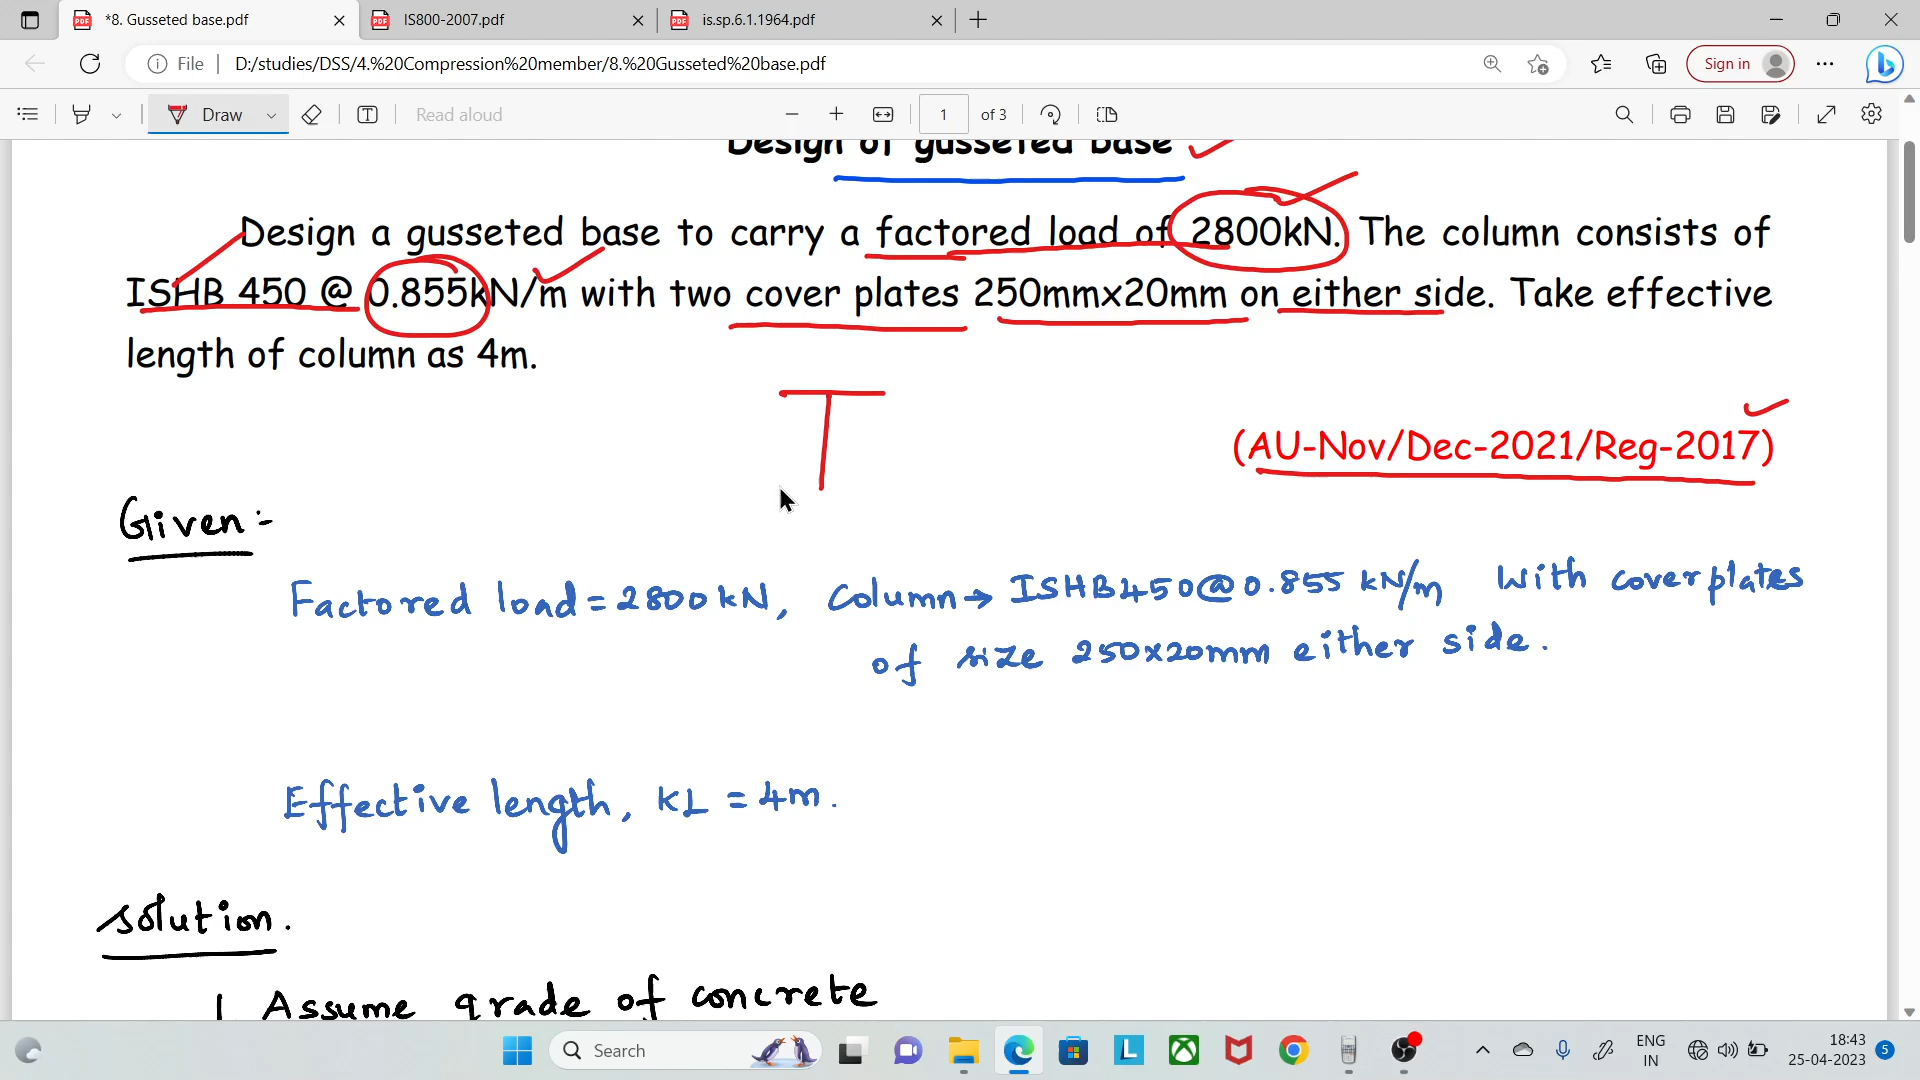 *8. Gusseted base.pdf
IS800-2007.pdf
is.sp.6.1.1964.pdf
File | D:/studies/DSS/4.%20Compression%20member/8.%20Gusseted%20base.pdf
Sign in
Draw
Read aloud
1 of 3
Design of gusseted base
Design a gusseted base to carry a factored load of 2800kN. The column consists of
ISHB 450 @ 0.855kN/m with two cover plates 250mmx20mm on either side. Take effective
length of column as 4m.
(AU-Nov/Dec-2021/Reg-2017)
Given :-
Factored load = 2800 kN, Column → ISHB450@0.855 kN/m With coverplates
of size 250x20mm either side.
Effective length, KL = 4m.
Solution.
1 Assume grade of concrete
Search
ENG
IN
18:43
25-04-2023
5